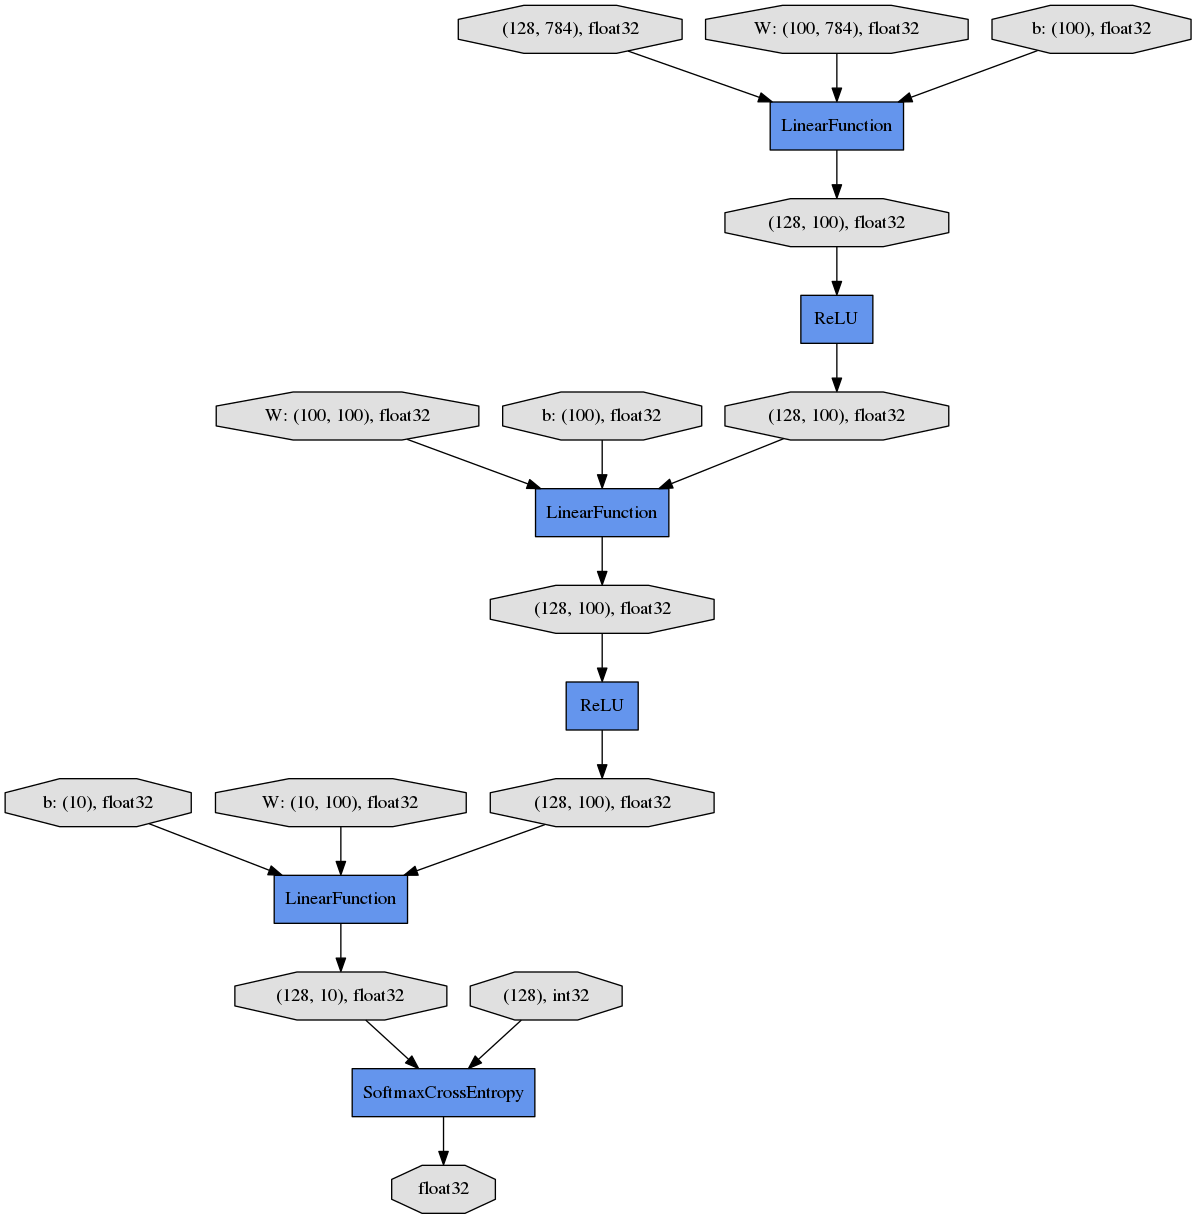 (128, 784), float32
W: (100, 784), float32
b: (100), float32
LinearFunction
(128, 100), float32
ReLU
W: (100, 100), float32
b: (100), float32
(128, 100), float32
LinearFunction
(128, 100), float32
ReLU
b: (10), float32
W: (10, 100), float32
(128, 100), float32
LinearFunction
(128, 10), float32
(128), int32
SoftmaxCrossEntropy
float32